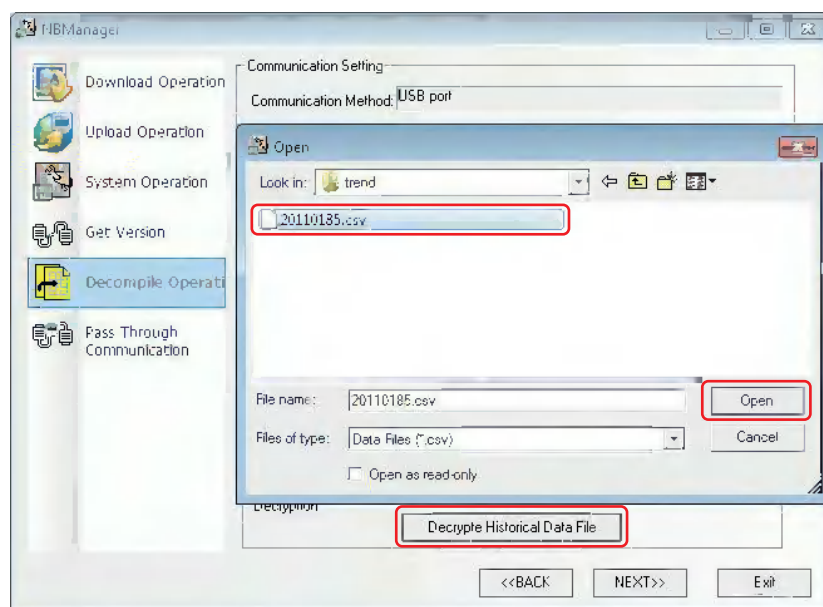 NBManager
Download Operation
Upload Operation
System Operation
Get Version
Decompile Operati
Pass Through
Communication
Communication Setting
Communication Method: USB port
Open
Look in: trend
20110185.csv
File name: 20110185.csv
Open
Files of type: Data Files (*.csv)
Cancel
Open as read-only
Decryption
Decrypte Historical Data File
<<BACK
NEXT>>
Exit